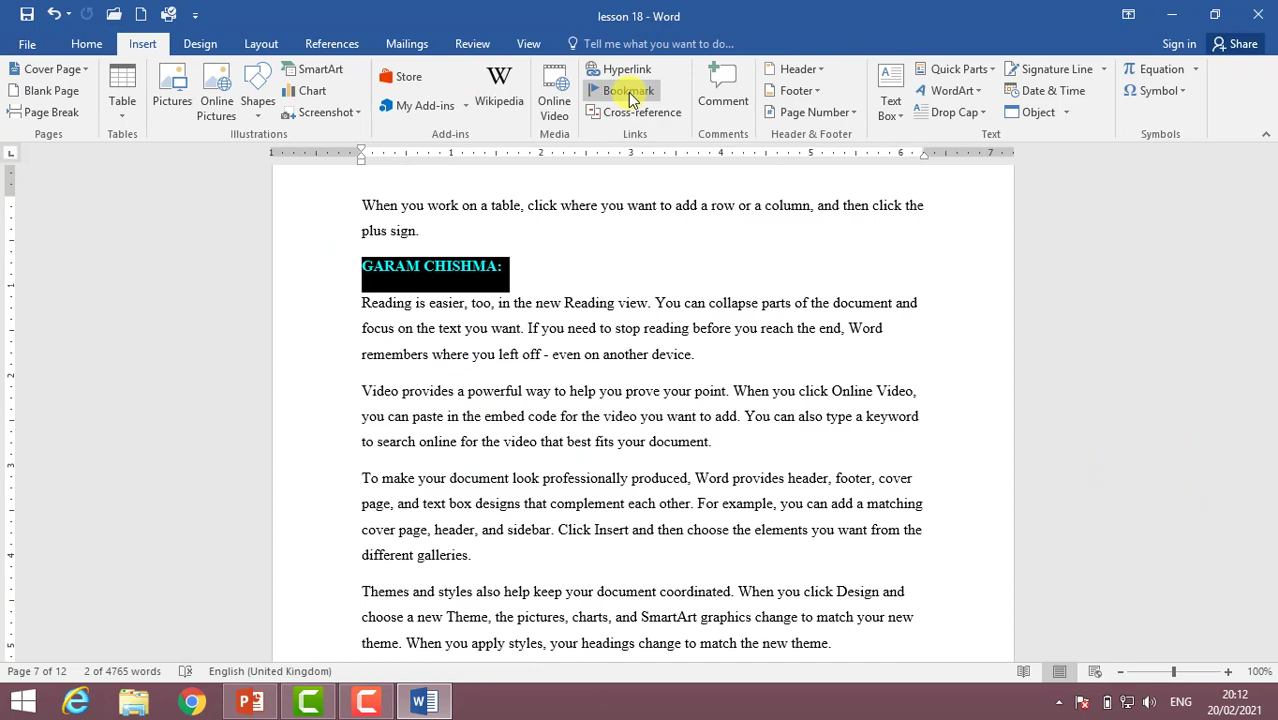 lesson 18 - Word
File Home Insert Design Layout References Mailings Review View Tell me what you want to do... Sign in Share
Cover Page
Blank Page
Page Break
Pages
Table
Tables
Pictures
Online Pictures
Shapes
SmartArt
Chart
Screenshot
Illustrations
Store
My Add-ins
Wikipedia
Add-ins
Online Video
Media
Hyperlink
Bookmark
Cross-reference
Links
Comment
Comments
Header
Footer
Page Number
Header & Footer
Text Box
Quick Parts
WordArt
Drop Cap
Signature Line
Date & Time
Object
Text
Equation
Symbol
Symbols
1 1 2 3 4 5 6 7
When you work on a table, click where you want to add a row or a column, and then click the
plus sign.
GARAM CHISHMA:
Reading is easier, too, in the new Reading view. You can collapse parts of the document and
focus on the text you want. If you need to stop reading before you reach the end, Word
remembers where you left off - even on another device.
Video provides a powerful way to help you prove your point. When you click Online Video,
you can paste in the embed code for the video you want to add. You can also type a keyword
to search online for the video that best fits your document.
To make your document look professionally produced, Word provides header, footer, cover
page, and text box designs that complement each other. For example, you can add a matching
cover page, header, and sidebar. Click Insert and then choose the elements you want from the
different galleries.
Themes and styles also help keep your document coordinated. When you click Design and
choose a new Theme, the pictures, charts, and SmartArt graphics change to match your new
theme. When you apply styles, your headings change to match the new theme.
1
2
3
4
5
Page 7 of 12 2 of 4765 words English (United Kingdom) 100%
ENG
20:12
20/02/2021